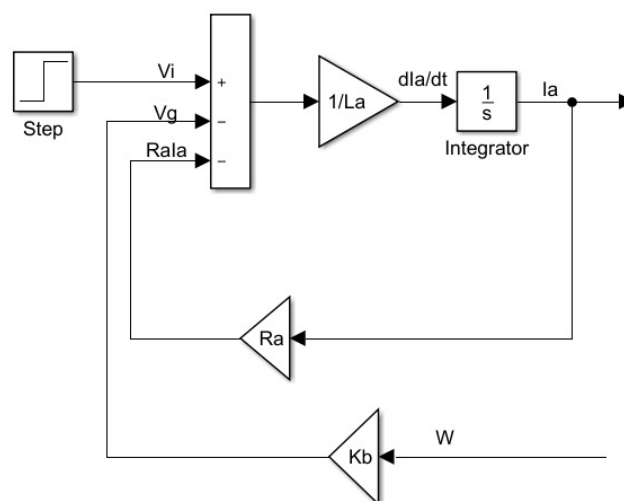 Vi
+
Step
Vg
−
RaIa
−
1/La
dIa/dt
1
s
Integrator
Ia
Ra
W
Kb